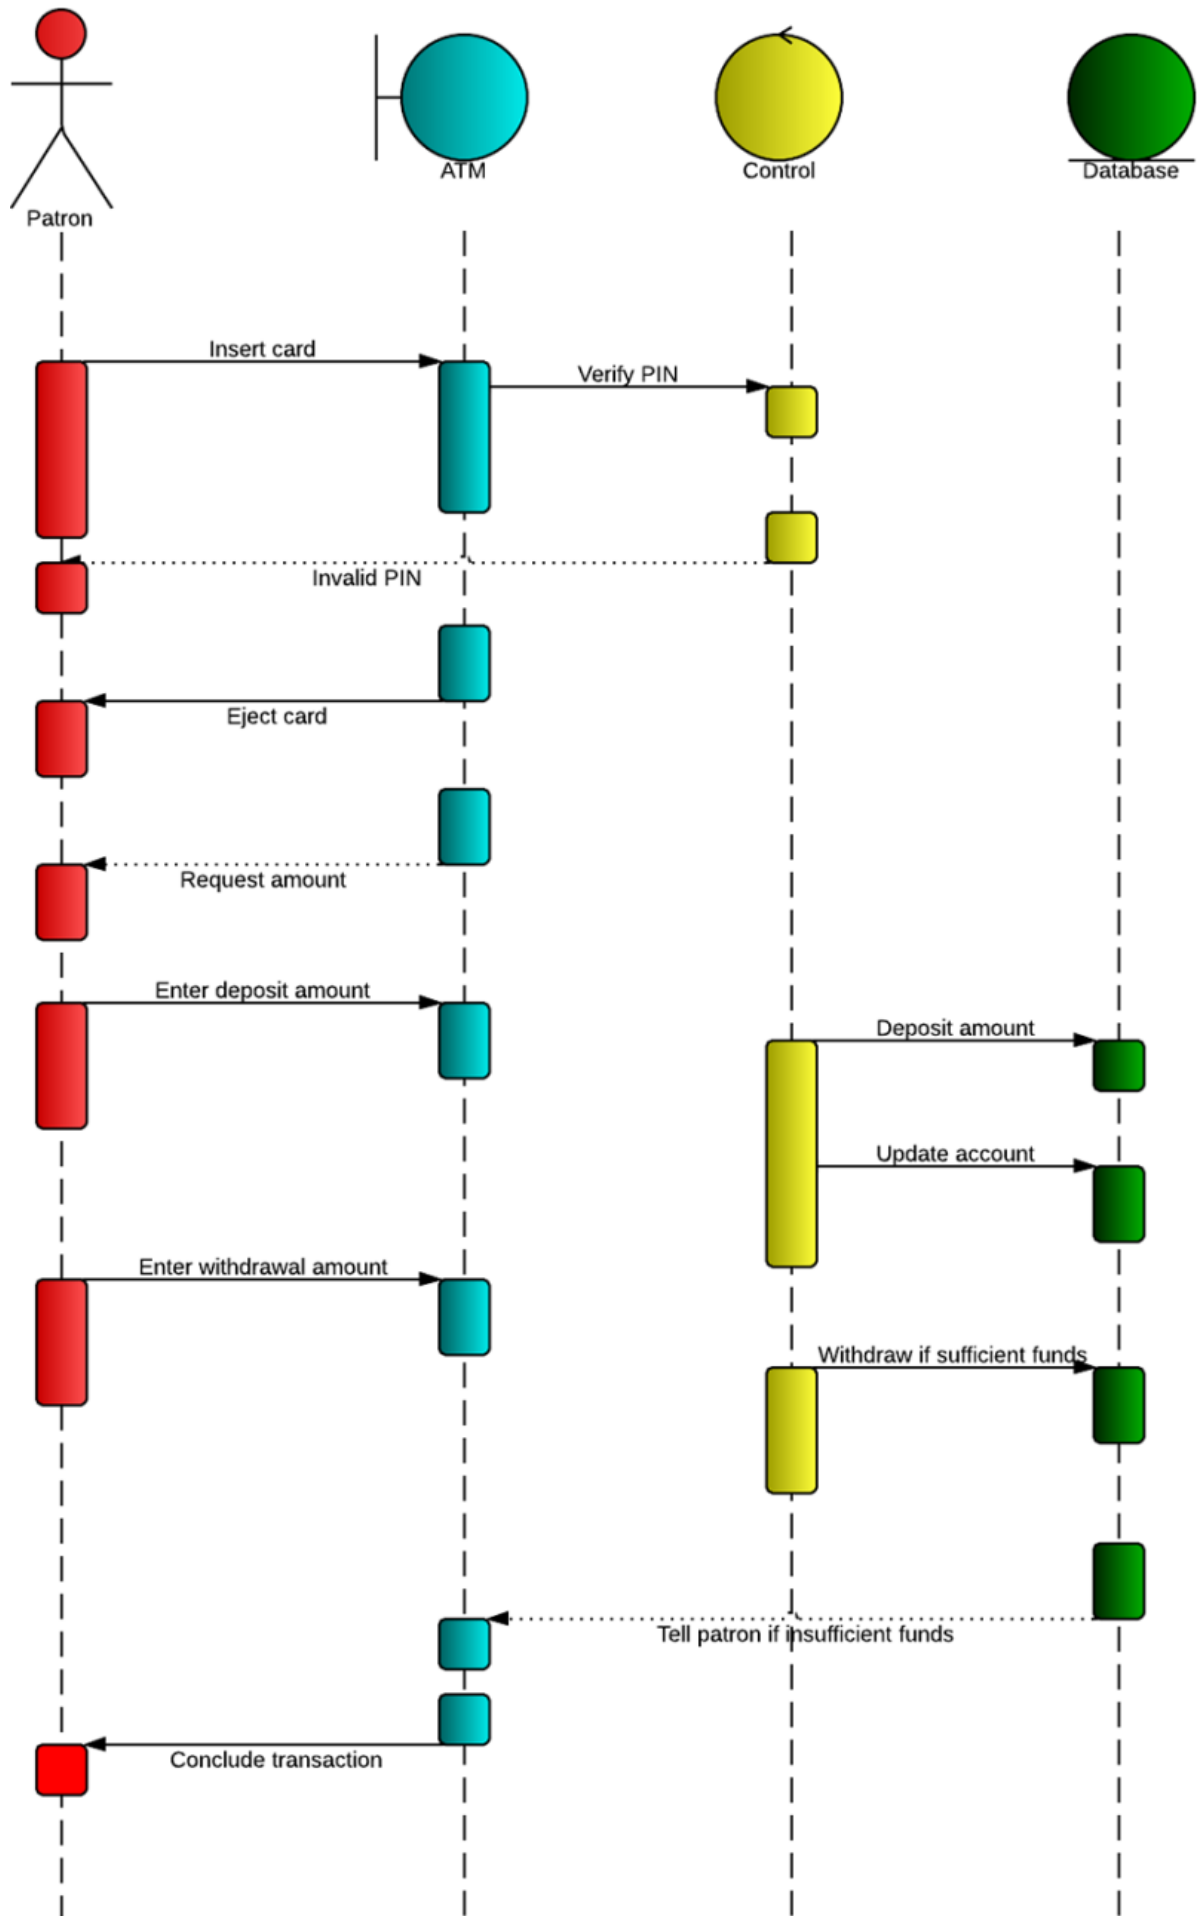 ATM
Control
Database
Patron
Insert card
Verify PIN
Invalid PIN
Eject card
Request amount
Enter deposit amount
Deposit amount
Update account
Enter withdrawal amount
Withdraw if sufficient funds
Tell patron if insufficient funds
Conclude transaction